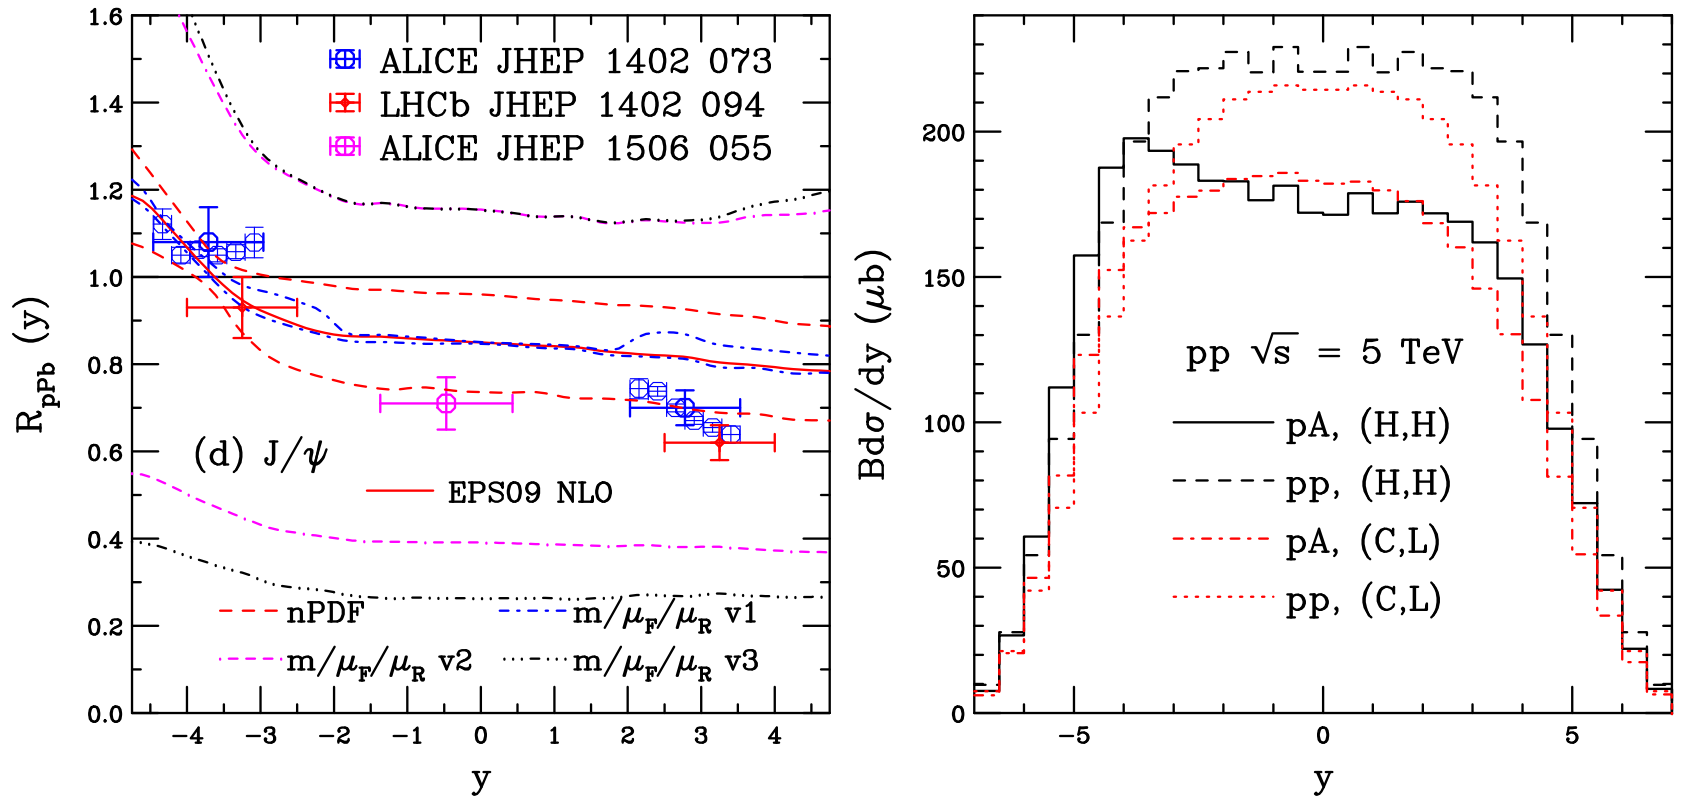 1.6
1.4
1.2
1.0
0.8
0.6
0.4
0.2
0.0
R_pPb (y)
ALICE JHEP 1402 073
LHCb JHEP 1402 094
ALICE JHEP 1506 055
(d) J/ψ
EPS09 NLO
nPDF
m/μ_F/μ_R v1
m/μ_F/μ_R v2
m/μ_F/μ_R v3
-4 -3 -2 -1 0 1 2 3 4
y
200
150
100
50
0
Bdσ/dy (μb)
pp √s = 5 TeV
pA, (H,H)
pp, (H,H)
pA, (C,L)
pp, (C,L)
-5 0 5
y